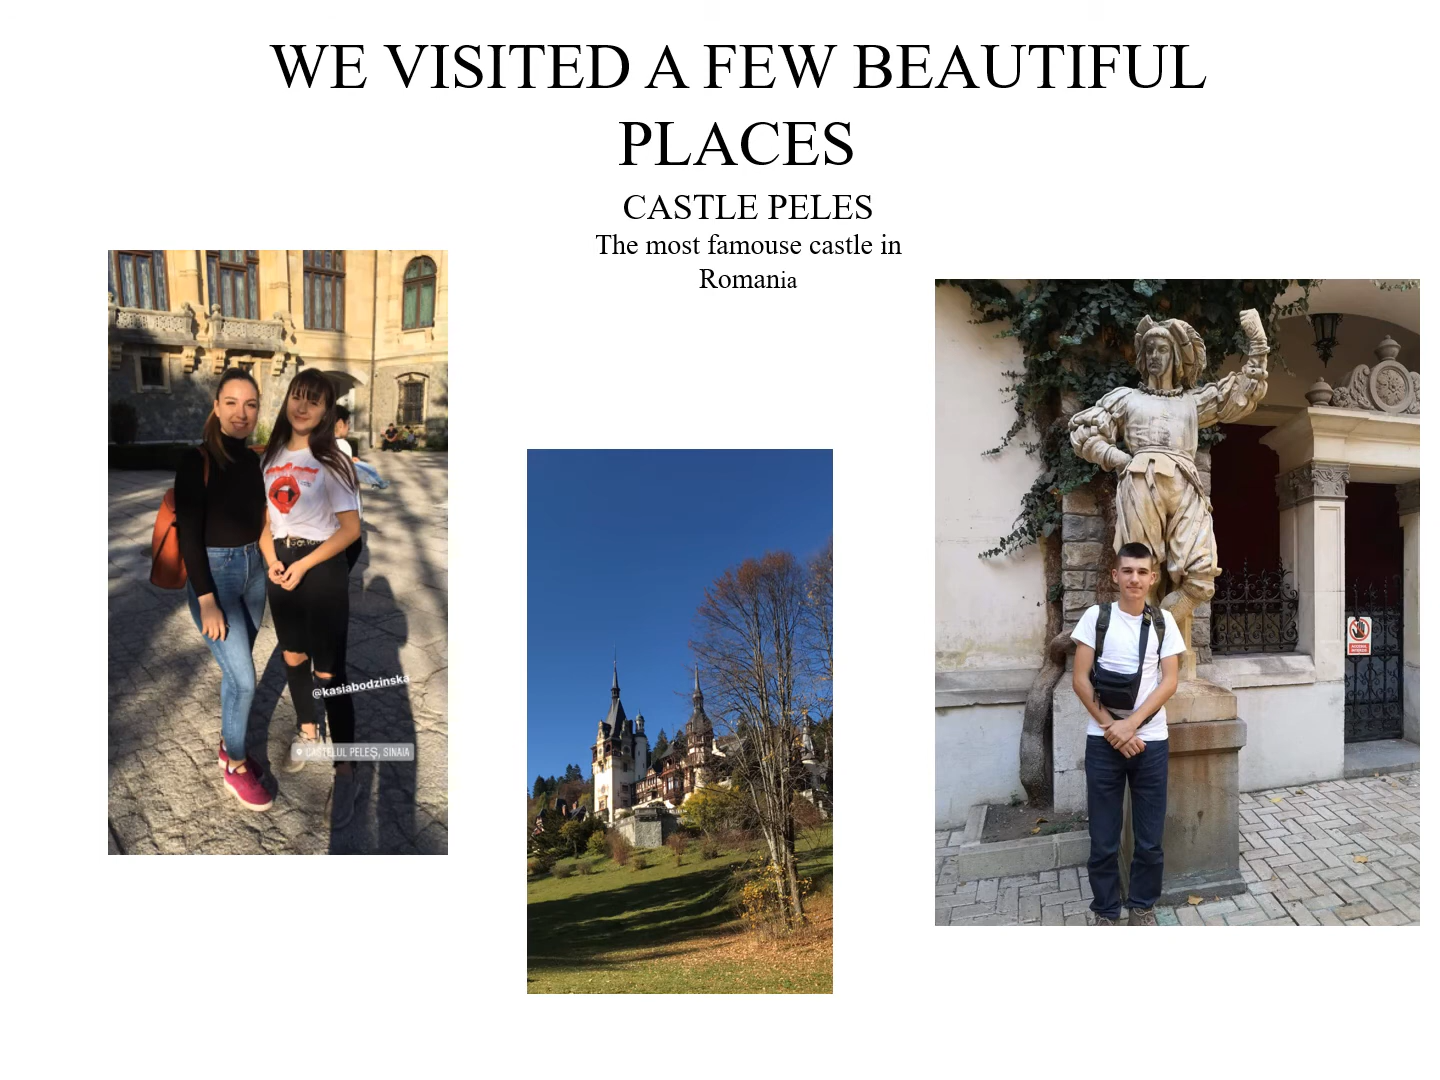 WE VISITED A FEW BEAUTIFUL
PLACES
CASTLE PELES
The most famouse castle in
Romania
@kasiabodzinska
CASTELUL PELEȘ, SINAIA